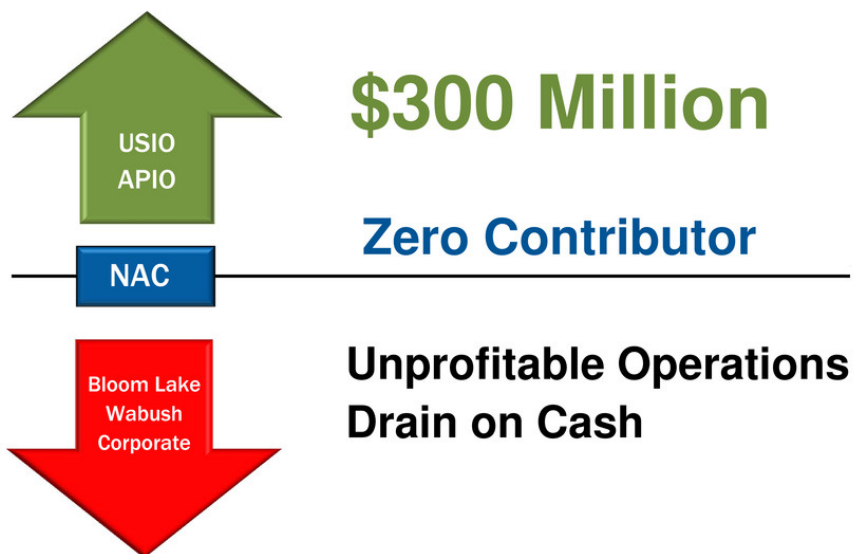 USIO
APIO
$300 Million
Zero Contributor
NAC
Bloom Lake
Wabush
Corporate
Unprofitable Operations
Drain on Cash